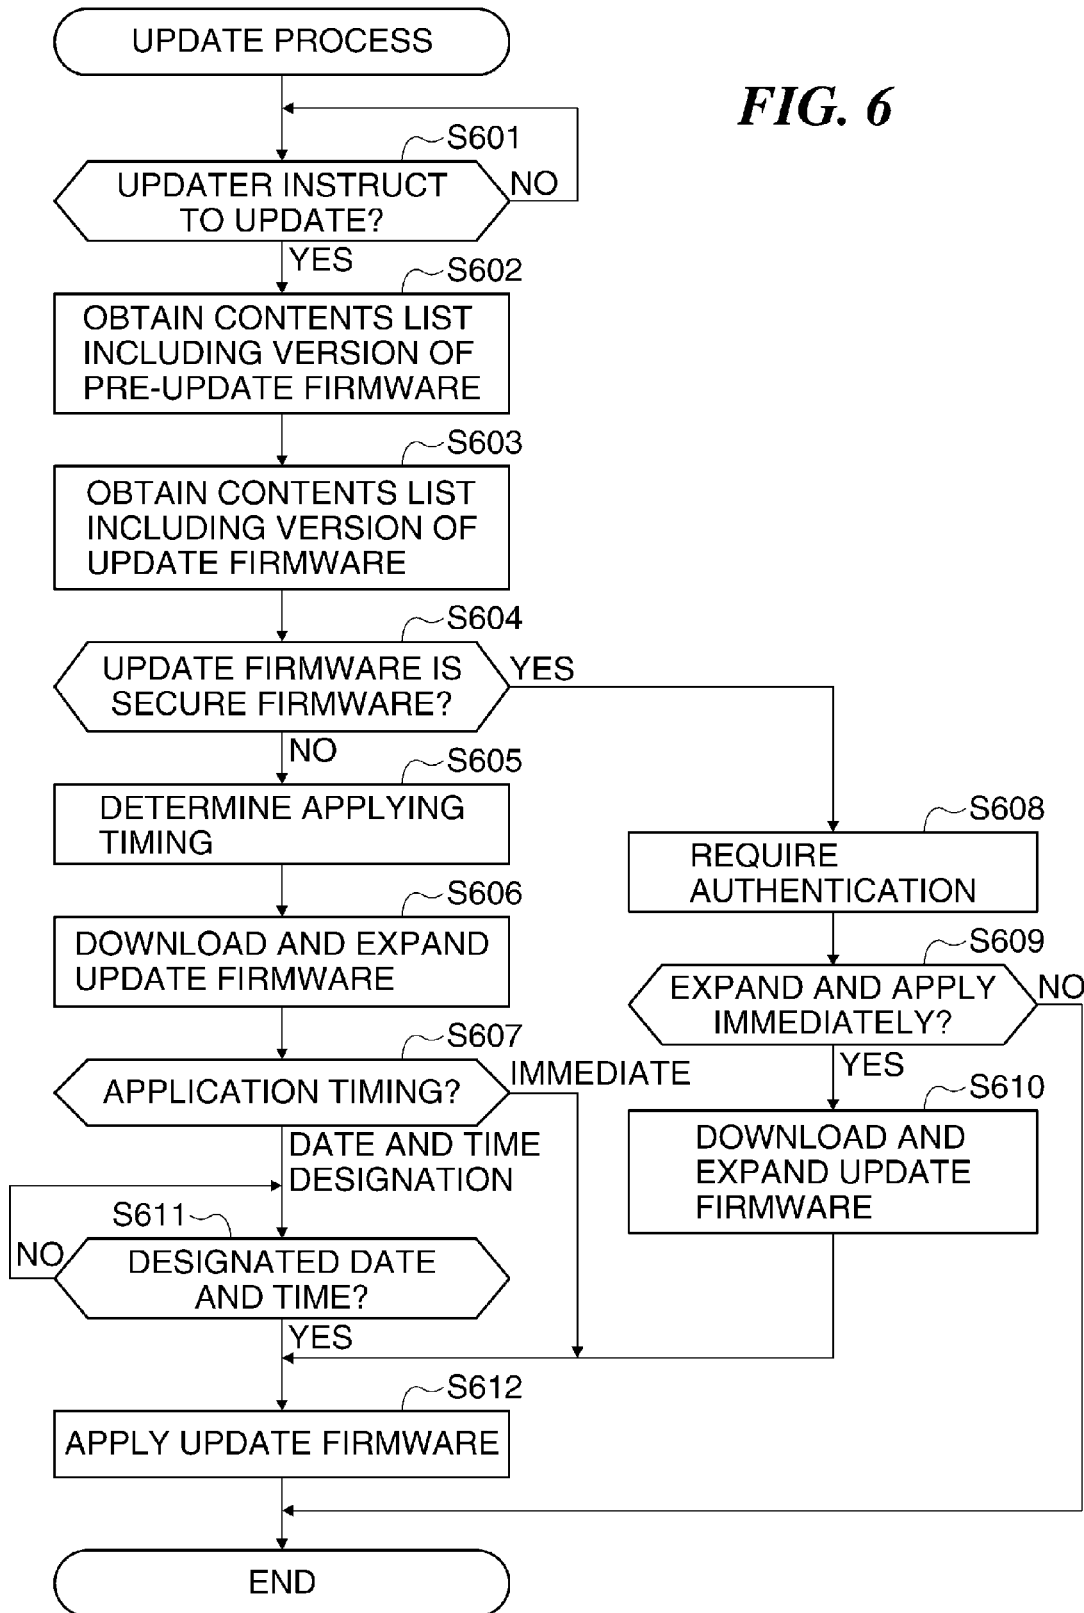 UPDATE PROCESS
FIG. 6
S601
UPDATER INSTRUCT
TO UPDATE?
NO
YES
S602
OBTAIN CONTENTS LIST
INCLUDING VERSION OF
PRE-UPDATE FIRMWARE
S603
OBTAIN CONTENTS LIST
INCLUDING VERSION OF
UPDATE FIRMWARE
S604
UPDATE FIRMWARE IS
SECURE FIRMWARE?
YES
NO
S605
DETERMINE APPLYING
TIMING
S606
DOWNLOAD AND EXPAND
UPDATE FIRMWARE
S607
APPLICATION TIMING?
IMMEDIATE
DATE AND TIME
DESIGNATION
S608
REQUIRE
AUTHENTICATION
S609
EXPAND AND APPLY
IMMEDIATELY?
NO
YES
S610
DOWNLOAD AND
EXPAND UPDATE
FIRMWARE
S611
DESIGNATED DATE
AND TIME?
NO
YES
S612
APPLY UPDATE FIRMWARE
END